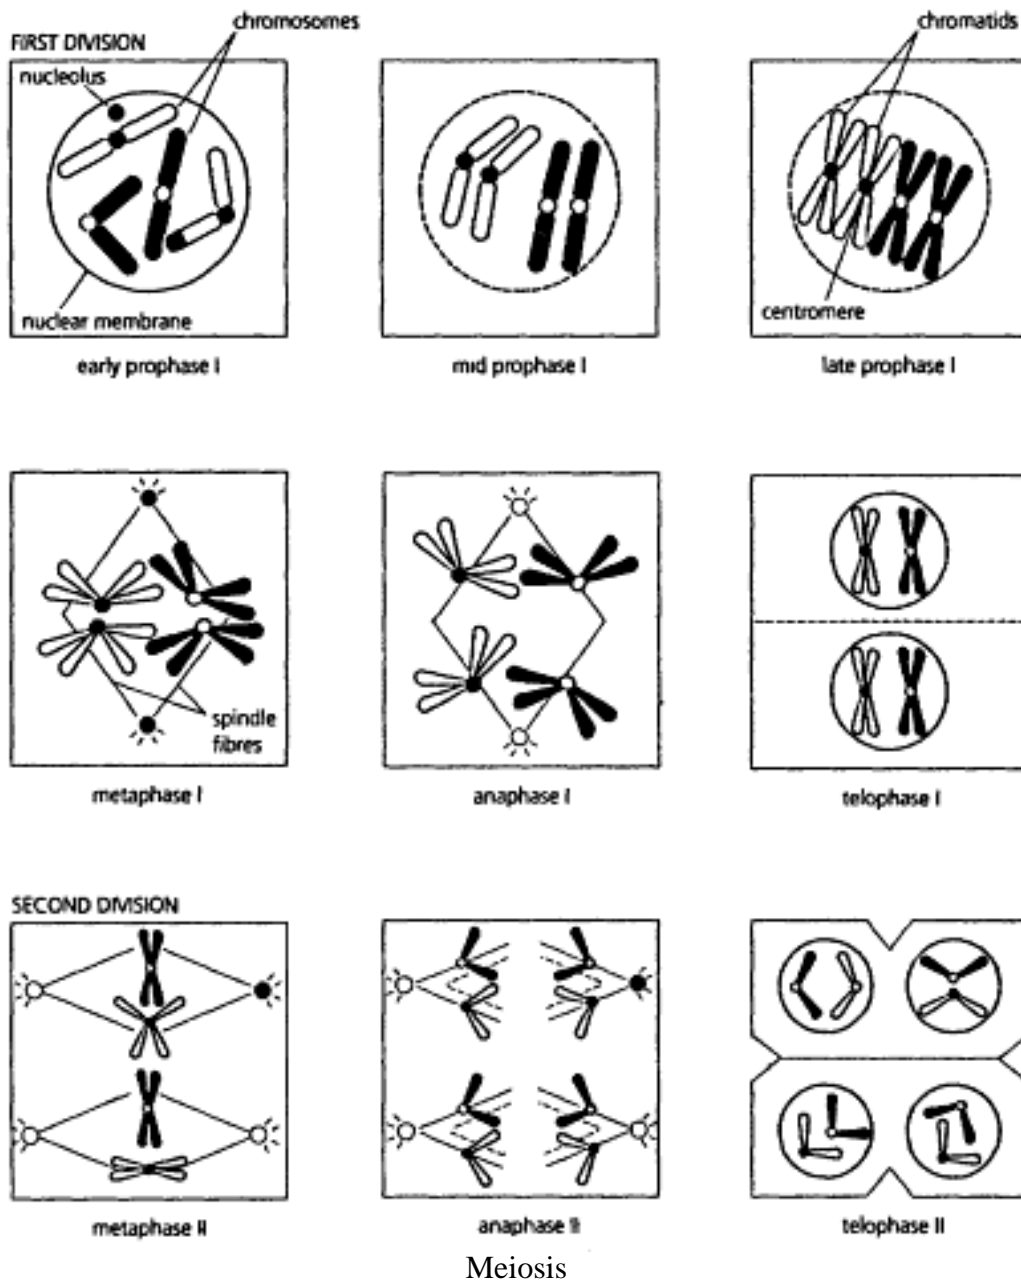 chromosomes
chromatids
FIRST DIVISION
nucleolus
nuclear membrane
centromere
early prophase I
mid prophase I
late prophase I
spindle
fibres
metaphase I
anaphase I
telophase I
SECOND DIVISION
metaphase II
anaphase II
telophase II
Meiosis